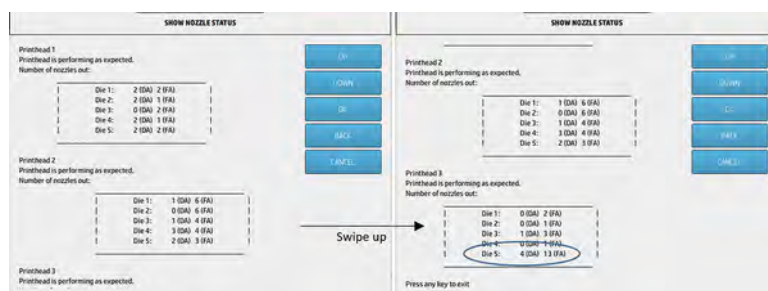 SHOW NOZZLE STATUS
Printhead 1
Printhead is performing as expected.
Number of nozzles out:
Die 1: 2 (DA) 2 (FA)
Die 2: 2 (DA) 1 (FA)
Die 3: 0 (DA) 2 (FA)
Die 4: 2 (DA) 1 (FA)
Die 5: 2 (DA) 2 (FA)
Printhead 2
Printhead is performing as expected.
Number of nozzles out:
Die 1: 1 (DA) 6 (FA)
Die 2: 0 (DA) 6 (FA)
Die 3: 1 (DA) 4 (FA)
Die 4: 3 (DA) 4 (FA)
Die 5: 2 (DA) 3 (FA)
Printhead 3
Printhead is performing as expected.
UP
DOWN
OK
BACK
CANCEL
Swipe up
SHOW NOZZLE STATUS
Printhead 2
Printhead is performing as expected.
Number of nozzles out:
Die 1: 1 (DA) 6 (FA)
Die 2: 0 (DA) 6 (FA)
Die 3: 1 (DA) 4 (FA)
Die 4: 3 (DA) 4 (FA)
Die 5: 2 (DA) 3 (FA)
Printhead 3
Printhead is performing as expected.
Number of nozzles out:
Die 1: 0 (DA) 2 (FA)
Die 2: 0 (DA) 1 (FA)
Die 3: 1 (DA) 3 (FA)
Die 4: 0 (DA) 1 (FA)
Die 5: 4 (DA) 13 (FA)
Press any key to exit
UP
DOWN
OK
BACK
CANCEL